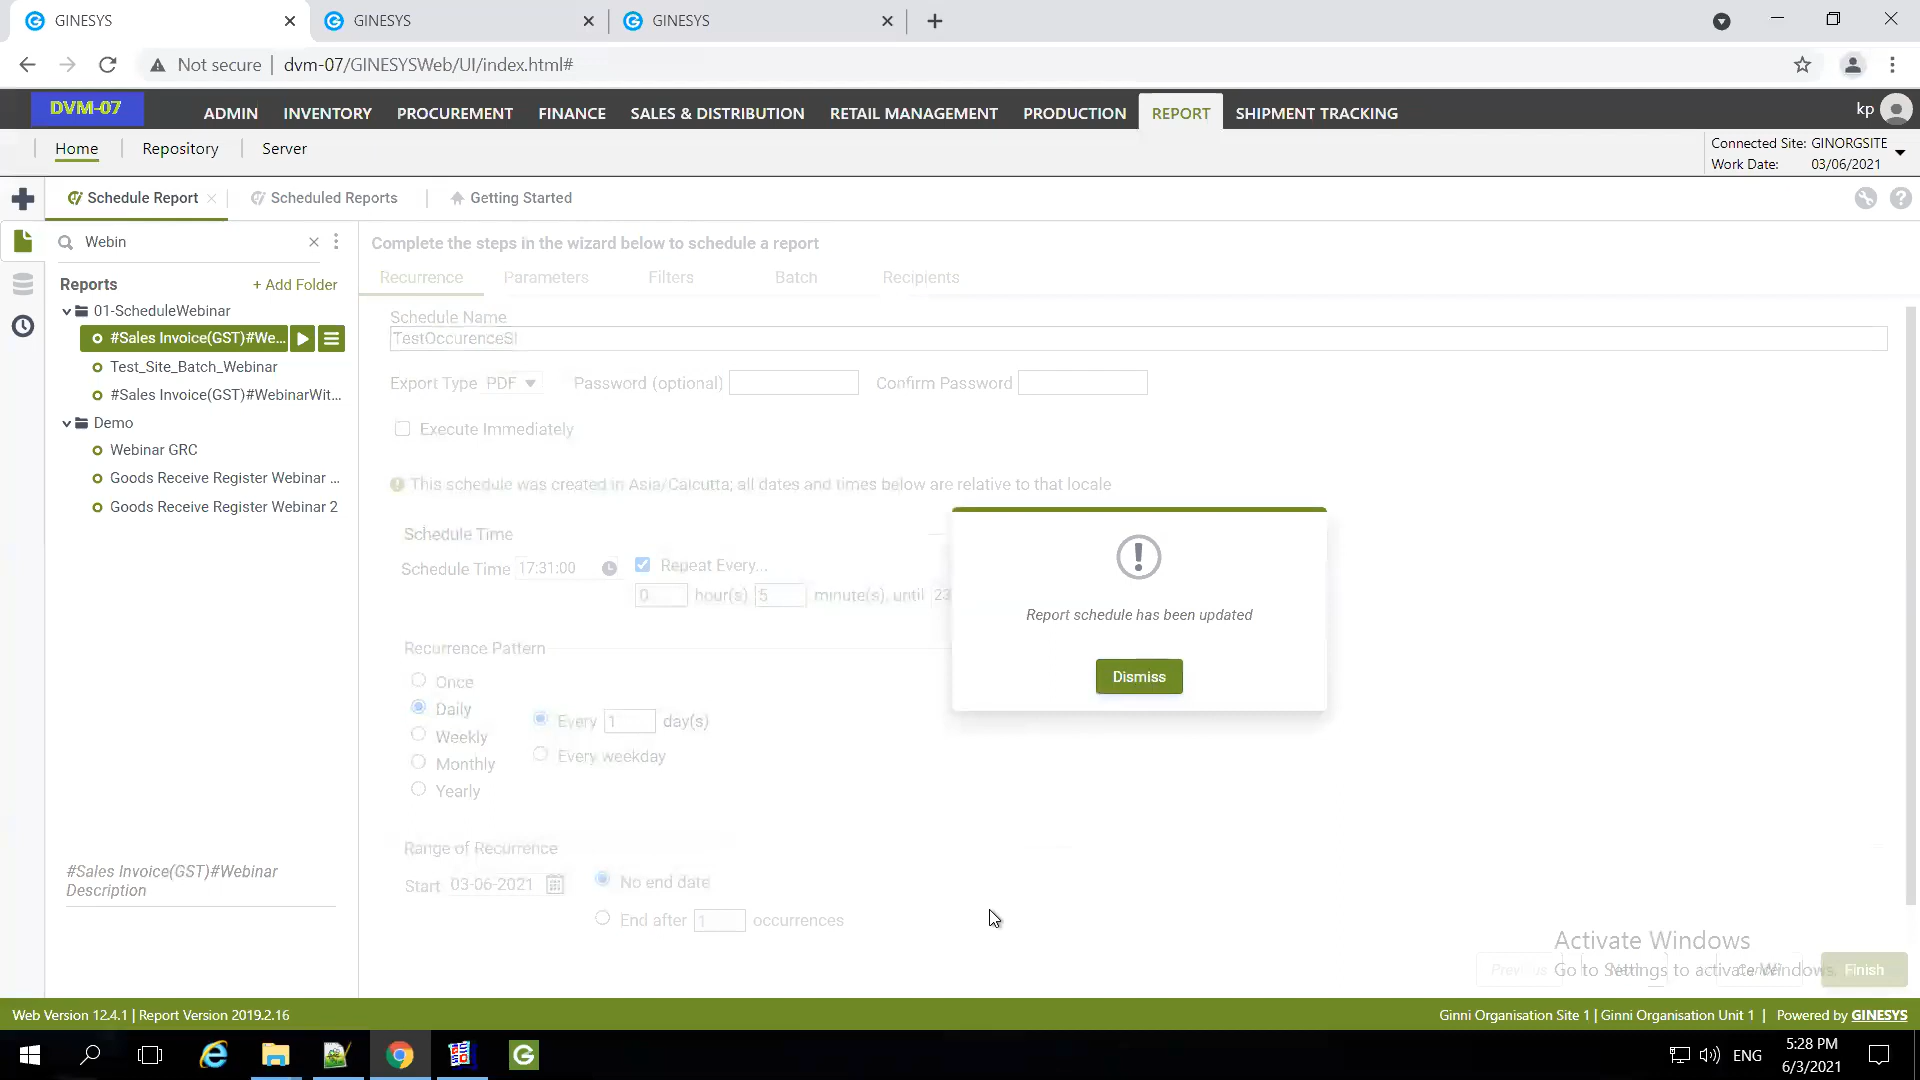 GINESYS
GINESYS
GINESYS
Not secure
dvm-07/GINESYSWeb/UI/index.html#
DVM-07
ADMIN
INVENTORY
PROCUREMENT
FINANCE
SALES & DISTRIBUTION
RETAIL MANAGEMENT
PRODUCTION
REPORT
SHIPMENT TRACKING
kp
Home
Repository
Server
Connected Site: GINORGSITE
Work Date: 03/06/2021
Schedule Report
Scheduled Reports
Getting Started
Webin
Complete the steps in the wizard below to schedule a report
Reports
+ Add Folder
Recurrence
Parameters
Filters
Batch
Recipients
01-ScheduleWebinar
#Sales Invoice(GST)#We...
Test_Site_Batch_Webinar
#Sales Invoice(GST)#WebinarWit...
Demo
Webinar GRC
Goods Receive Register Webinar ...
Goods Receive Register Webinar 2
Schedule Name
TestOccurenceSI
Export Type PDF
Password (optional)
Confirm Password
Execute Immediately
This schedule was created in Asia/Calcutta; all dates and times below are relative to that locale
Schedule Time
Schedule Time 17:31:00
Repeat Every...
0 hour(s) 5 minute(s), until 23
Report schedule has been updated
Dismiss
Recurrence Pattern
Once
Daily
Weekly
Monthly
Yearly
Every 1 day(s)
Every weekday
Range of Recurrence
Start 03-06-2021
No end date
End after 1 occurrences
#Sales Invoice(GST)#Webinar
Description
Activate Windows
Go to Settings to activate Windows.
Previous
Next
Cancel
Finish
Web Version 12.4.1 | Report Version 2019.2.16
Ginni Organisation Site 1 | Ginni Organisation Unit 1 | Powered by GINESYS
ENG
5:28 PM
6/3/2021